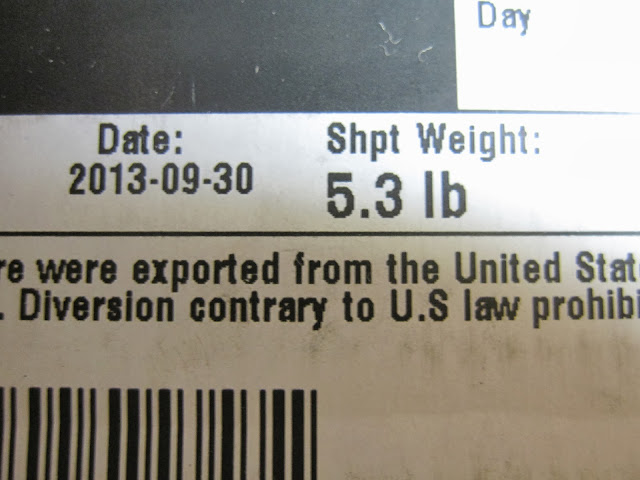 Day
Date:
Shpt Weight:
2013-09-30
5.3 lb
re were exported from the United State
. Diversion contrary to U.S law prohibi